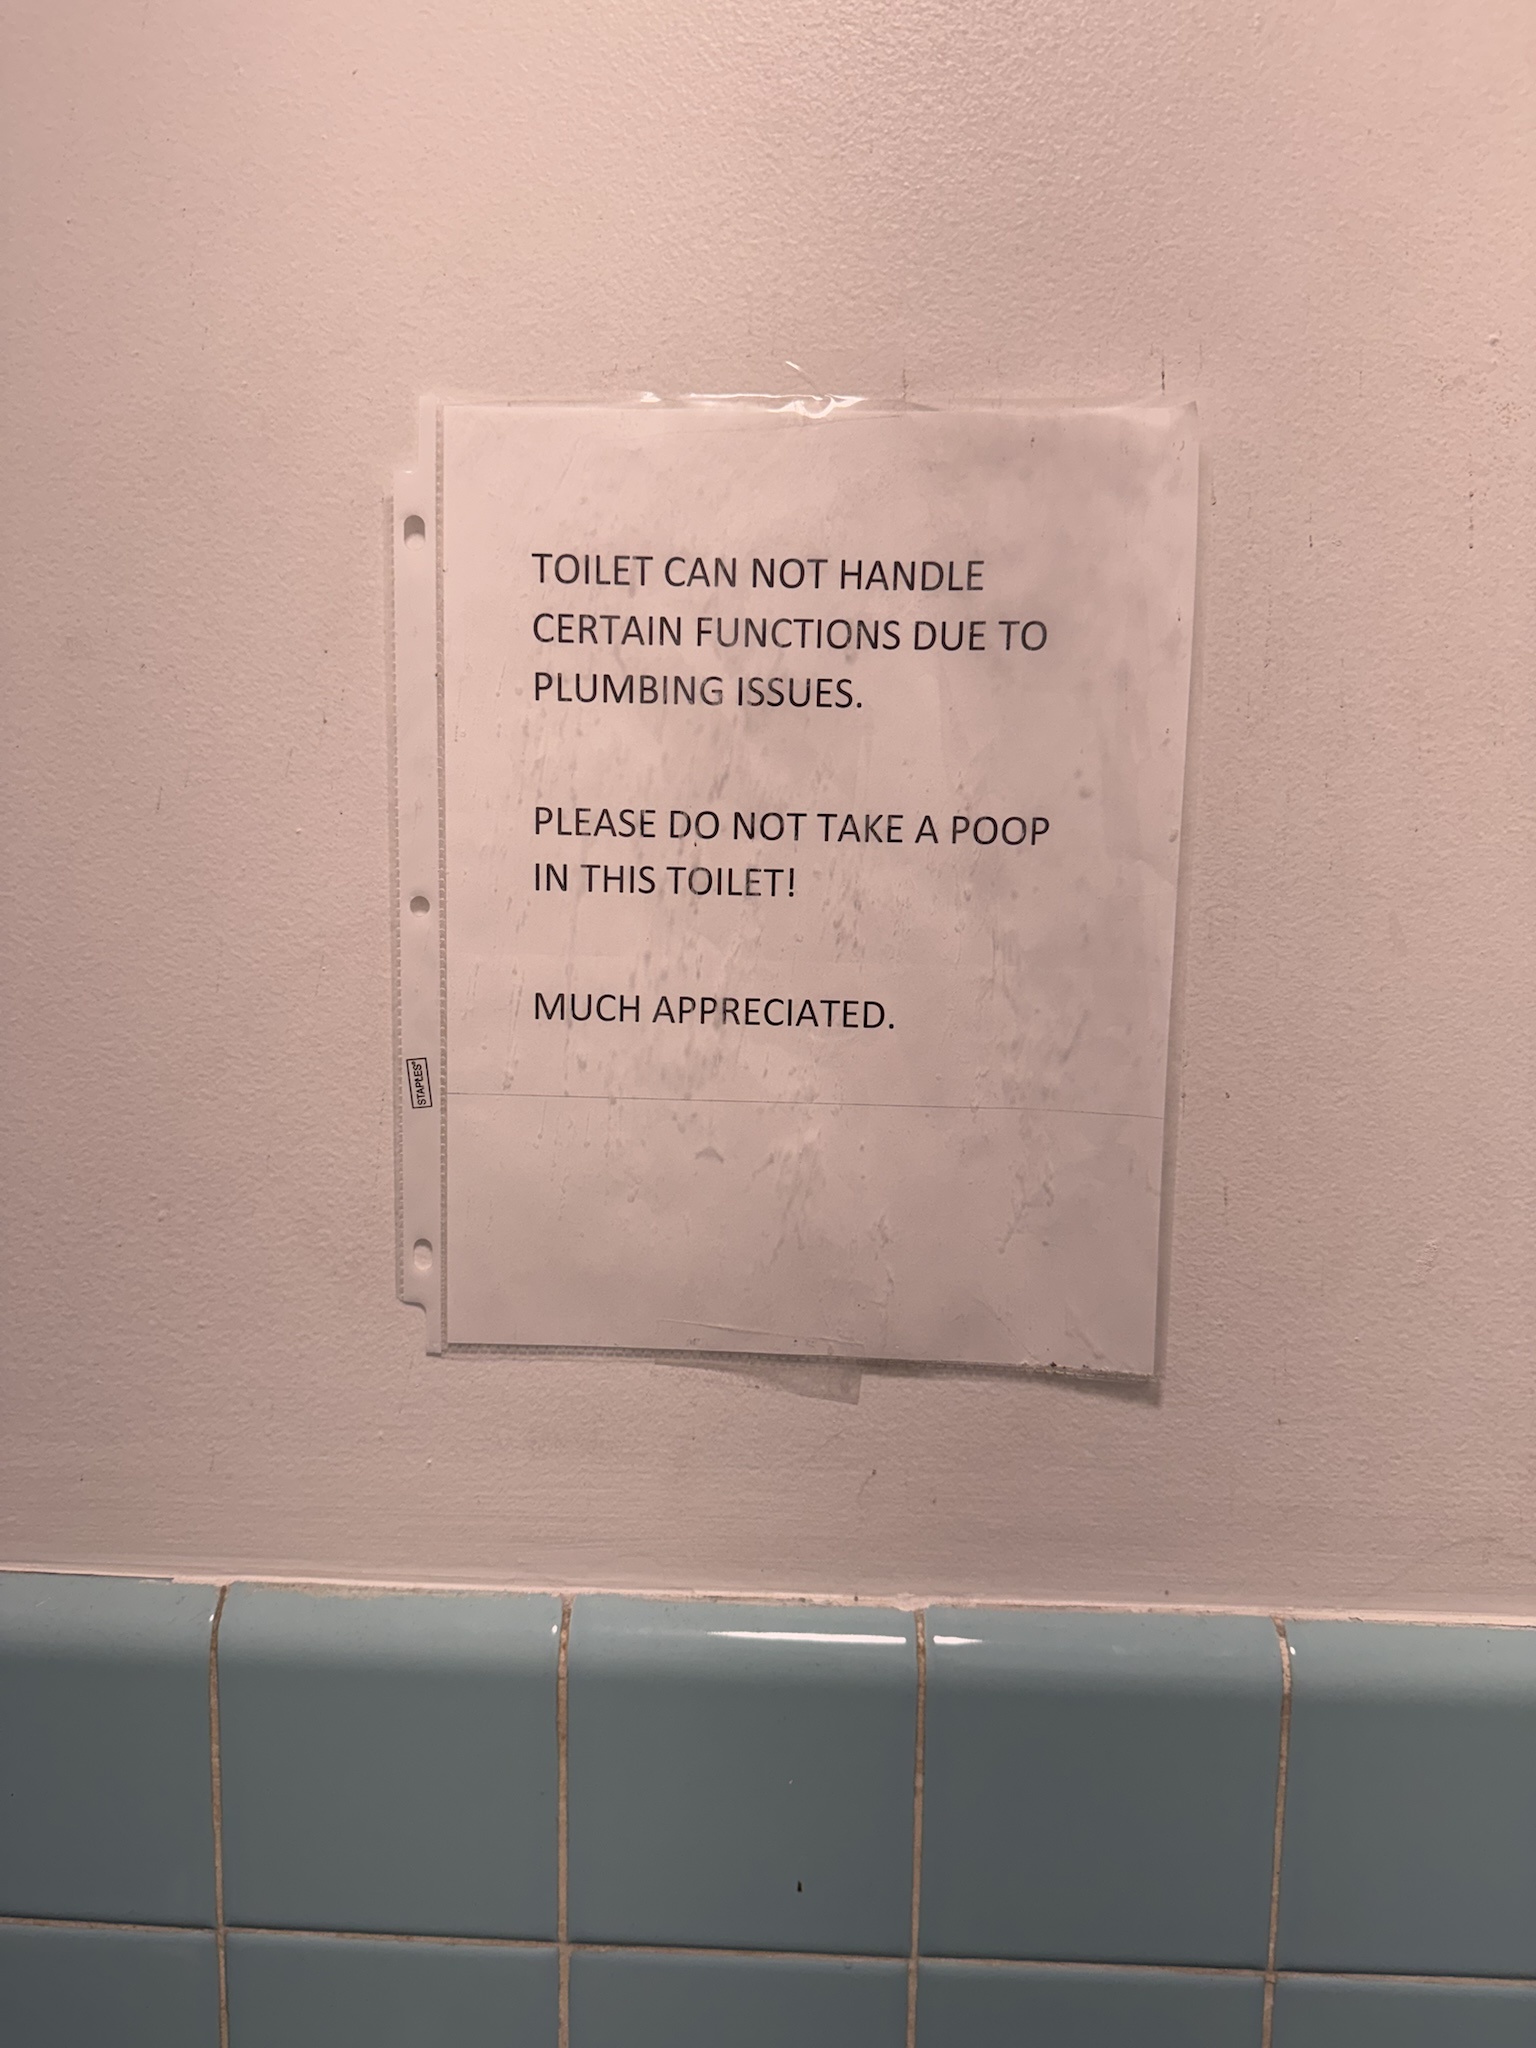 TOILET CAN NOT HANDLE
CERTAIN FUNCTIONS DUE TO
PLUMBING ISSUES.
PLEASE DO NOT TAKE A POOP
IN THIS TOILET!
MUCH APPRECIATED.
STAPLES